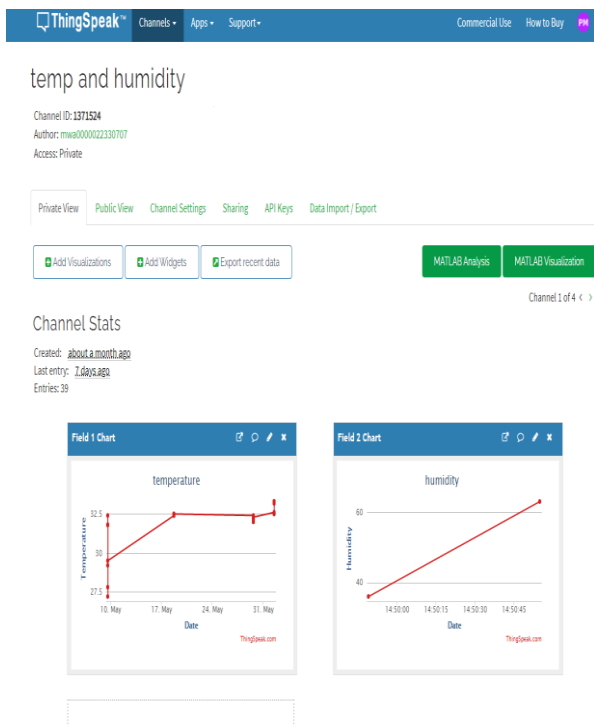 ThingSpeak™ Channels Apps Support Commercial Use How to Buy PM
temp and humidity
Channel ID: 1371524
Author: mwa0000022330707
Access: Private
Private View Public View Channel Settings Sharing API Keys Data Import / Export
Add Visualizations Add Widgets Export recent data MATLAB Analysis MATLAB Visualization
Channel 1 of 4 < >
Channel Stats
Created: about a month ago
Last entry: 7 days ago
Entries: 39
Field 1 Chart
temperature
Temperature
32.5
30
27.5
10. May 17. May 24. May 31. May
Date
ThingSpeak.com
Field 2 Chart
humidity
Humidity
60
40
14:50:00 14:50:15 14:50:30 14:50:45
Date
ThingSpeak.com